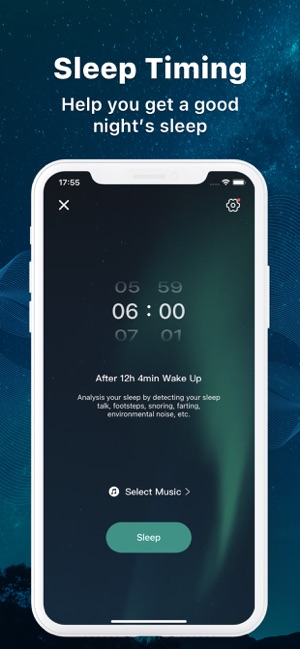 Sleep Timing
Help you get a good
night's sleep
17:55
05 59
06 : 00
07 01
After 12h 4min Wake Up
Analysis your sleep by detecting your sleep
talk, footsteps, snoring, farting,
environmental noise, etc.
Select Music
Sleep